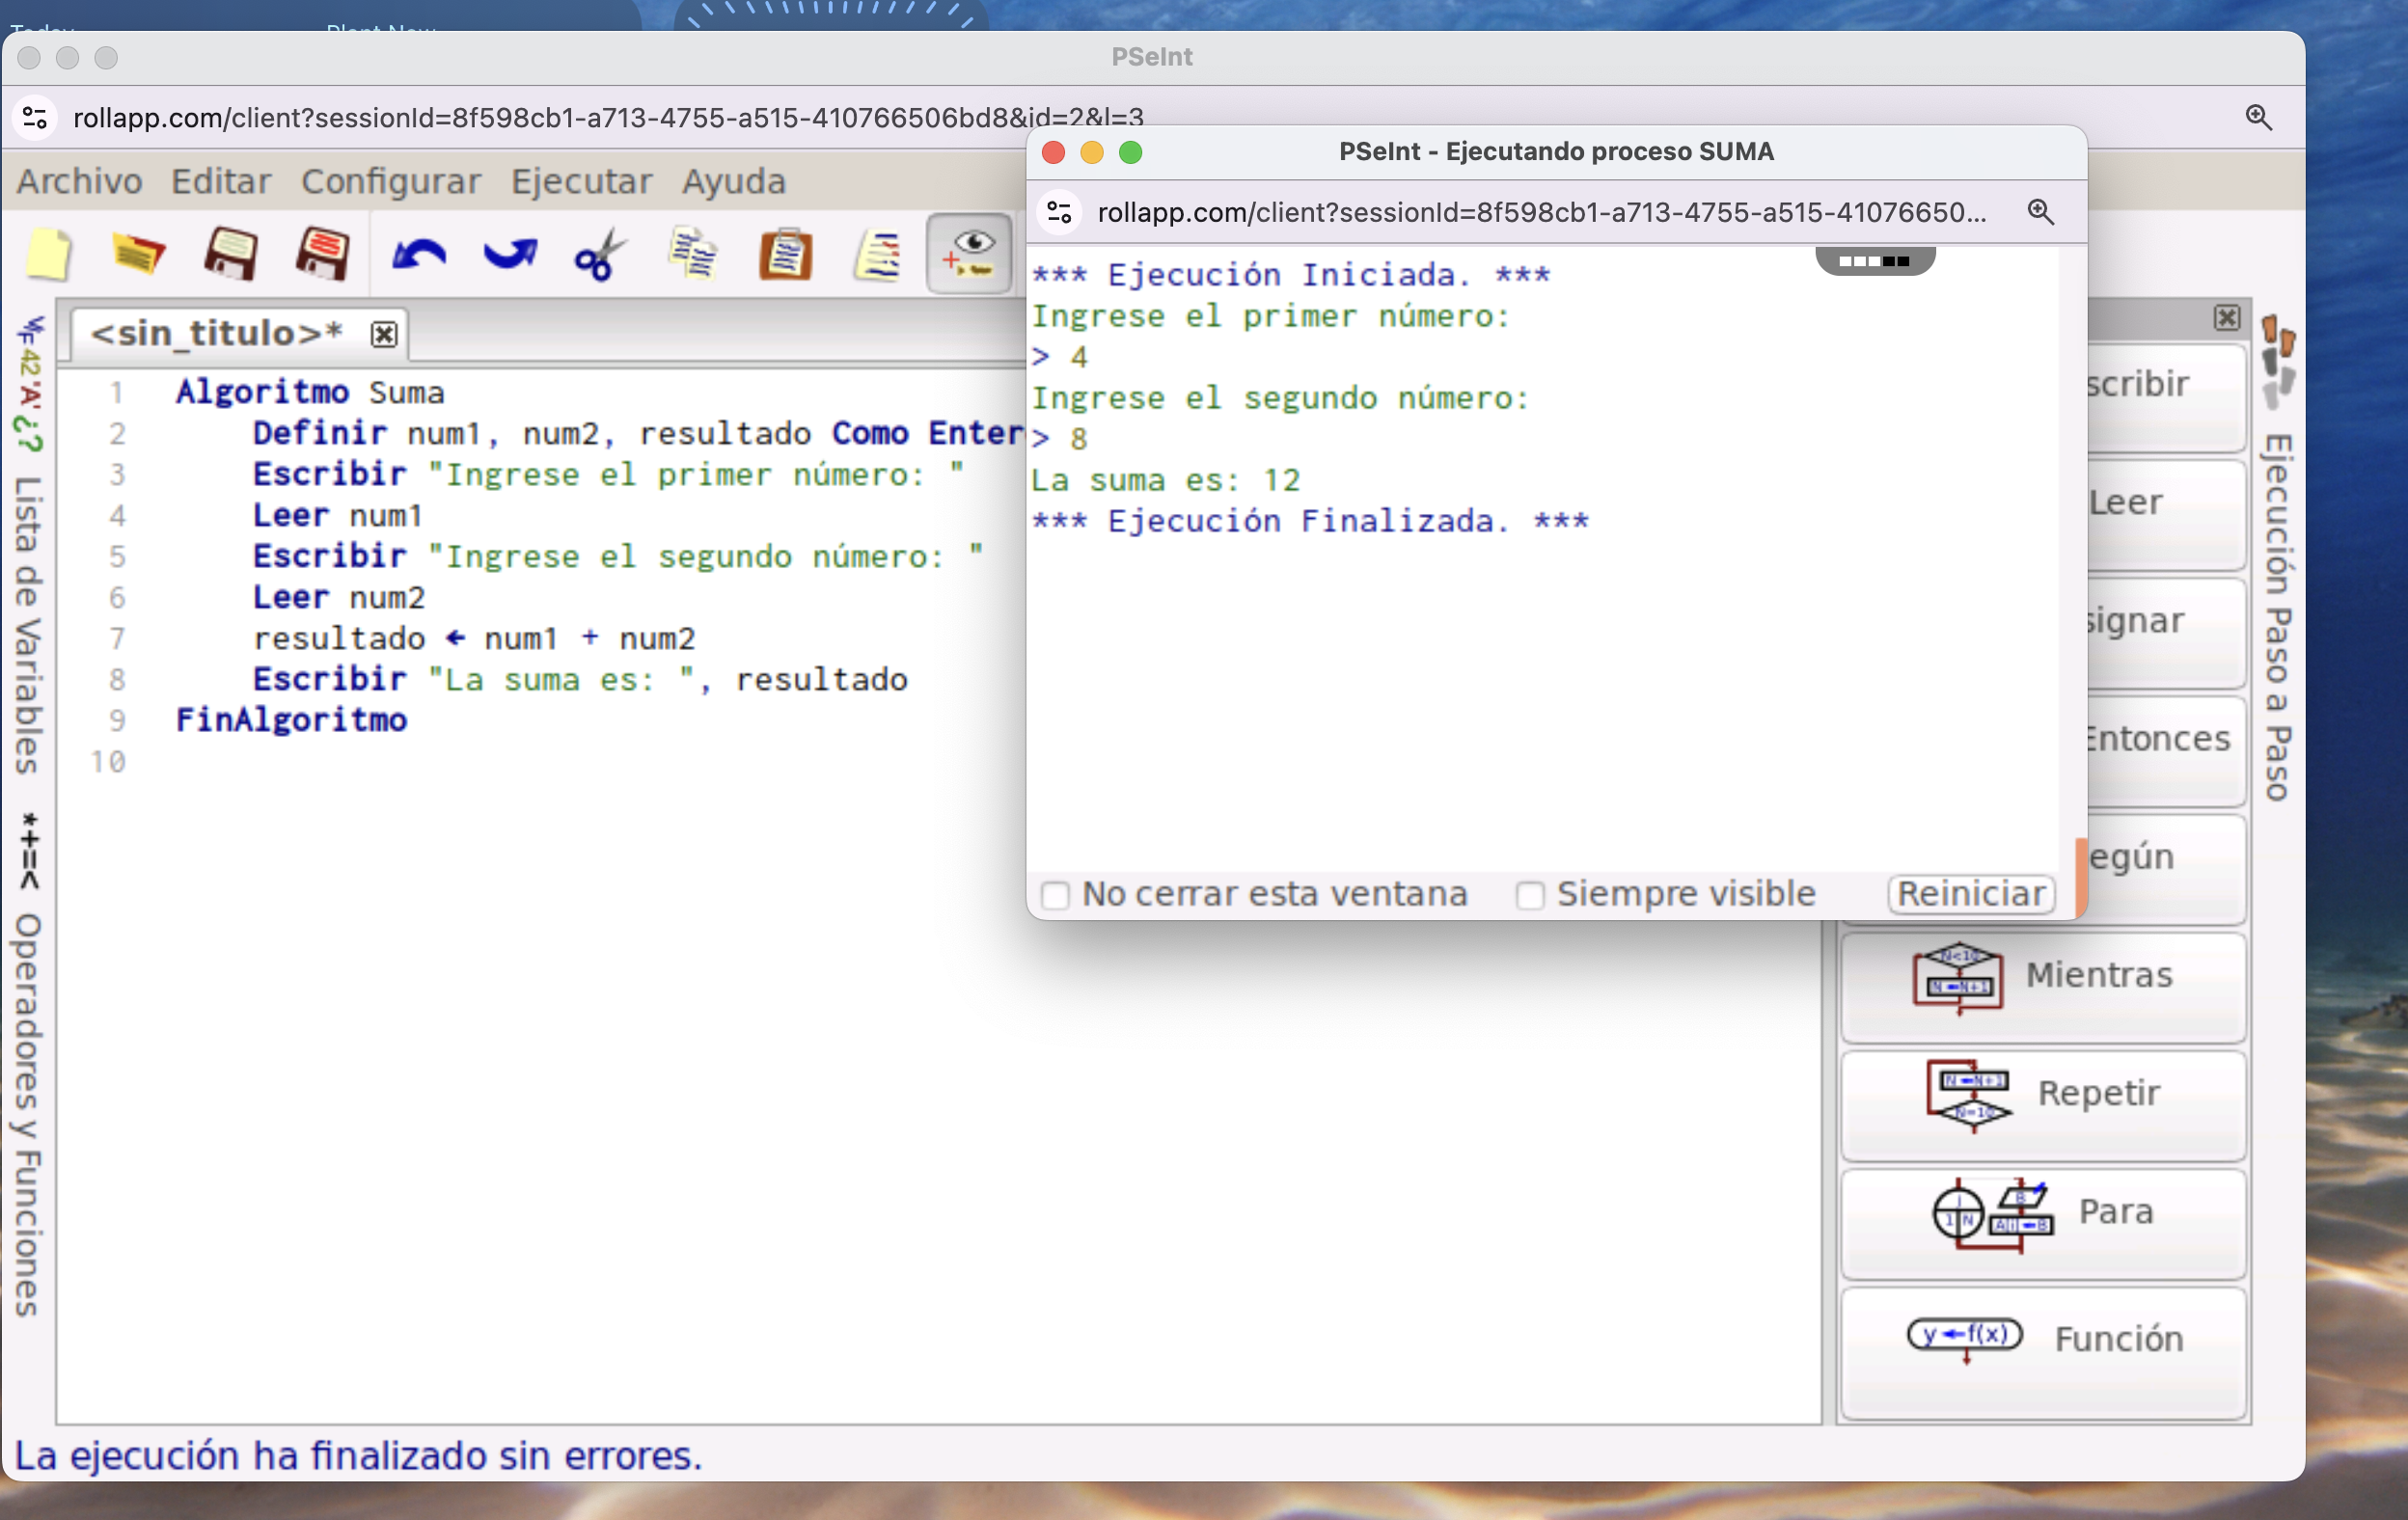 PSeInt
rollapp.com/client?sessionId=8f598cb1-a713-4755-a515-410766506bd8&id=2&l=3
Archivo Editar Configurar Ejecutar Ayuda
<sin_titulo>*
1 Algoritmo Suma
2 Definir num1, num2, resultado Como Enter
3 Escribir "Ingrese el primer número: "
4 Leer num1
5 Escribir "Ingrese el segundo número: "
6 Leer num2
7 resultado ← num1 + num2
8 Escribir "La suma es: ", resultado
9 FinAlgoritmo
10
42 'A' ¿? Lista de Variables
*+=< Operadores y Funciones
PSeInt - Ejecutando proceso SUMA
rollapp.com/client?sessionId=8f598cb1-a713-4755-a515-41076650...
*** Ejecución Iniciada. ***
Ingrese el primer número:
> 4
Ingrese el segundo número:
> 8
La suma es: 12
*** Ejecución Finalizada. ***
No cerrar esta ventana Siempre visible Reiniciar
scribir
Leer
signar
Entonces
egún
N<10
N←N+1
Mientras
N←N+1
N=10
Repetir
Para
y←f(x) Función
Ejecución Paso a Paso
La ejecución ha finalizado sin errores.